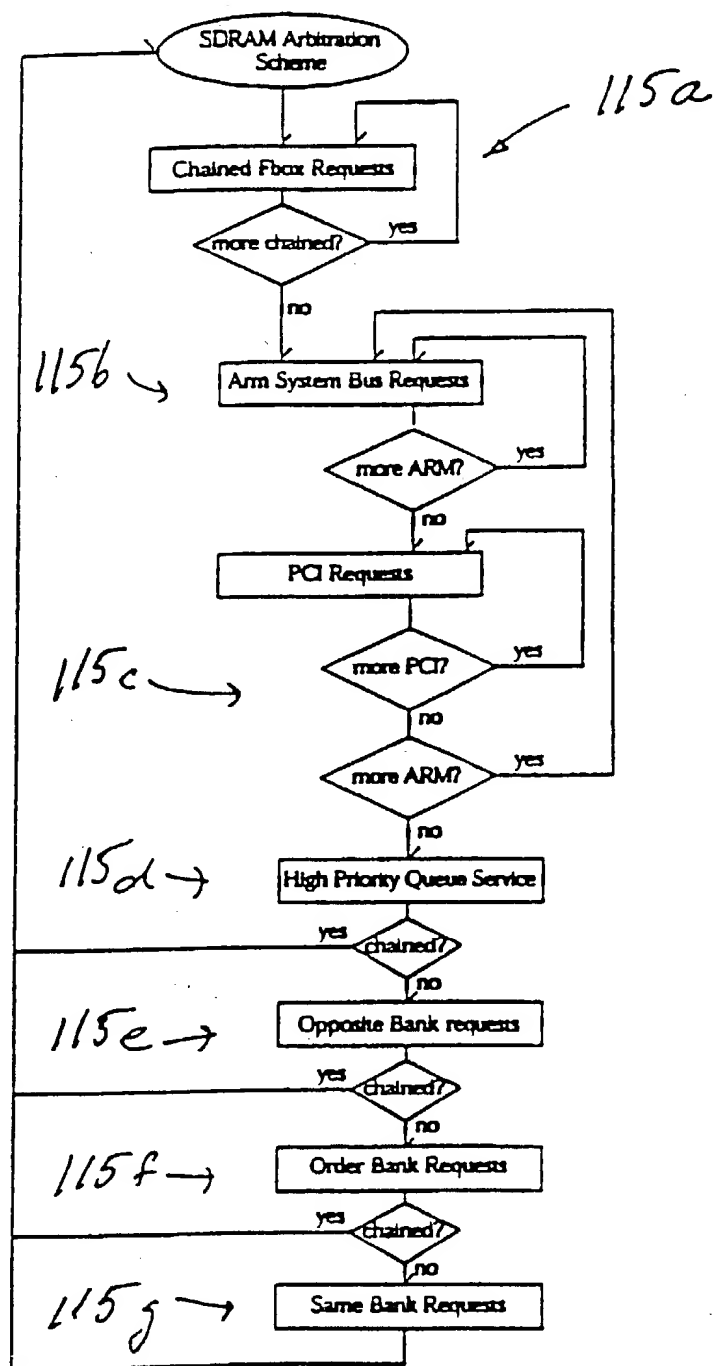 SDRAM Arbitration
Scheme
115a
Chained Fbox Requests
yes
more chained?
no
115b
Arm System Bus Requests
yes
more ARM?
no
PCI Requests
yes
more PCI?
115c
no
yes
more ARM?
no
115d
High Priority Queue Service
yes
chained?
no
115e
Opposite Bank requests
yes
chained?
no
115f
Order Bank Requests
yes
chained?
no
115g
Same Bank Requests